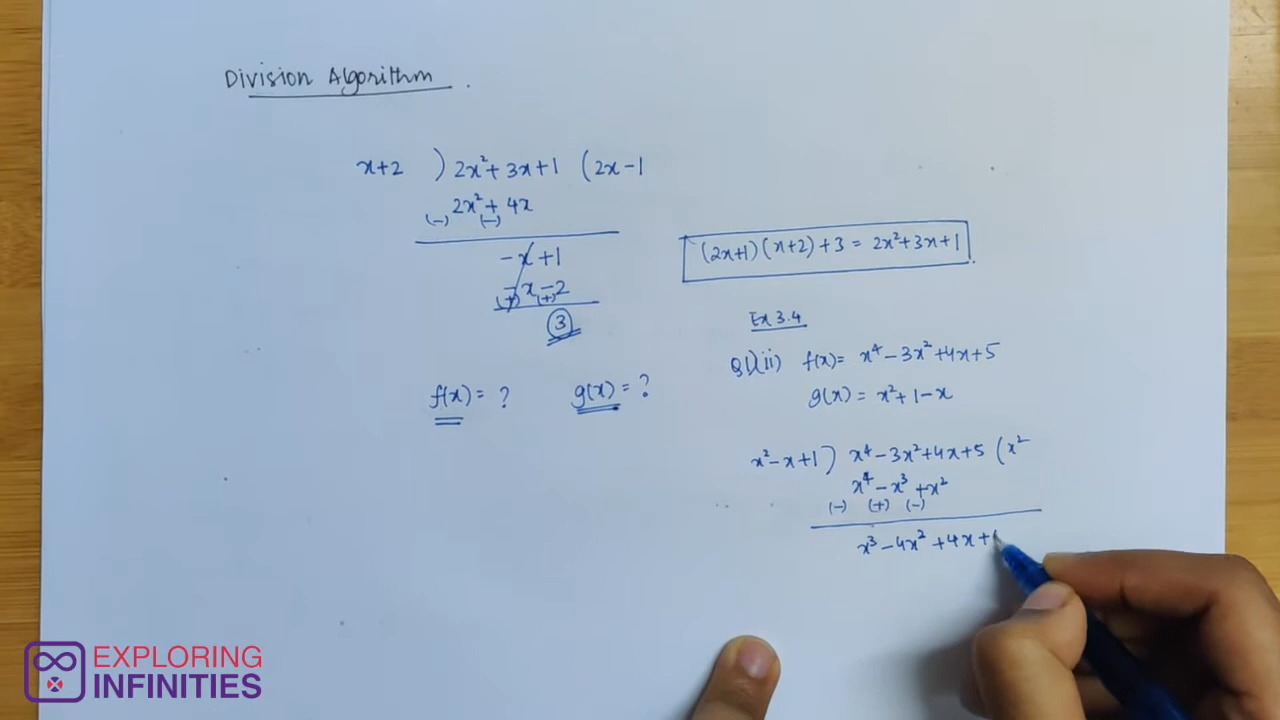 Division Algorithm .
x+2 ) 2x²+ 3x+1 ( 2x-1
2x²+ 4x
(-) (-)
-x +1
-x -2
(+) (+)
3
(2x+1)(x+2)+3 = 2x²+3x+1 .
f(x) = ? g(x) = ?
Ex 3.4
Q1(ii) f(x)= x⁴ - 3x² +4x+5
g(x) = x²+1-x
x²-x+1 ) x⁴-3x²+4x+5 ( x²
x⁴ -x³ +x²
(-) (+) (-)
x³ -4x² +4x+
EXPLORING
INFINITIES